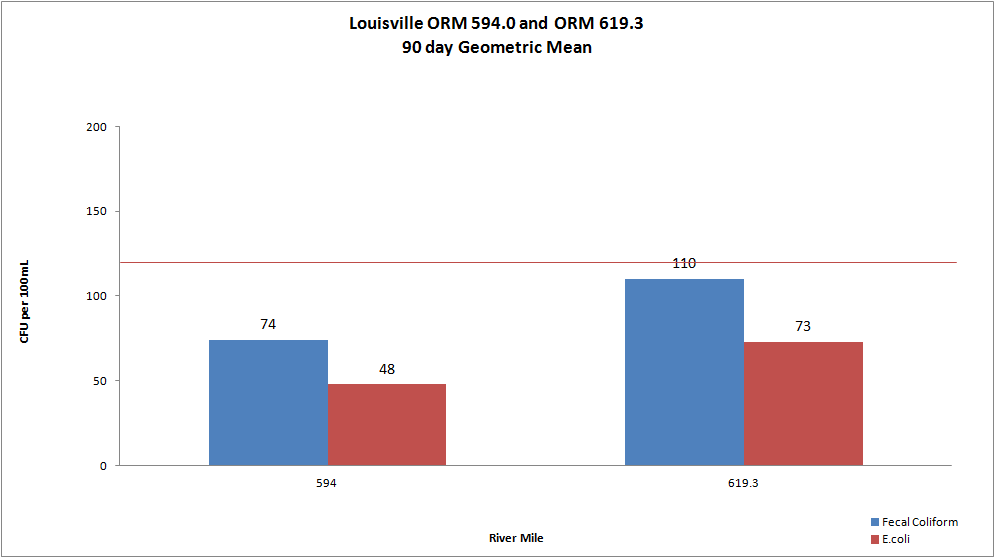 Louisville ORM 594.0 and ORM 619.3
90 day Geometric Mean
200
150
100
50
0
CFU per 100mL
74
48
110
73
594
619.3
River Mile
Fecal Coliform
E.coli